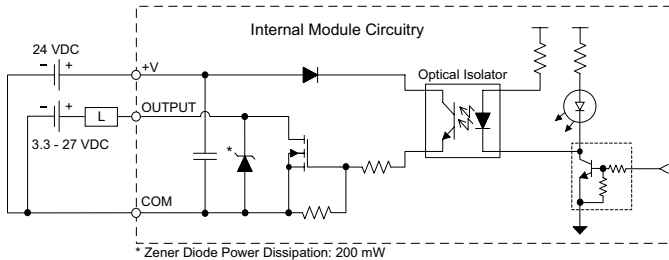 Internal Module Circuitry
24 VDC
− +
+V
Optical Isolator
− +
L
OUTPUT
3.3 - 27 VDC
*
COM
* Zener Diode Power Dissipation: 200 mW